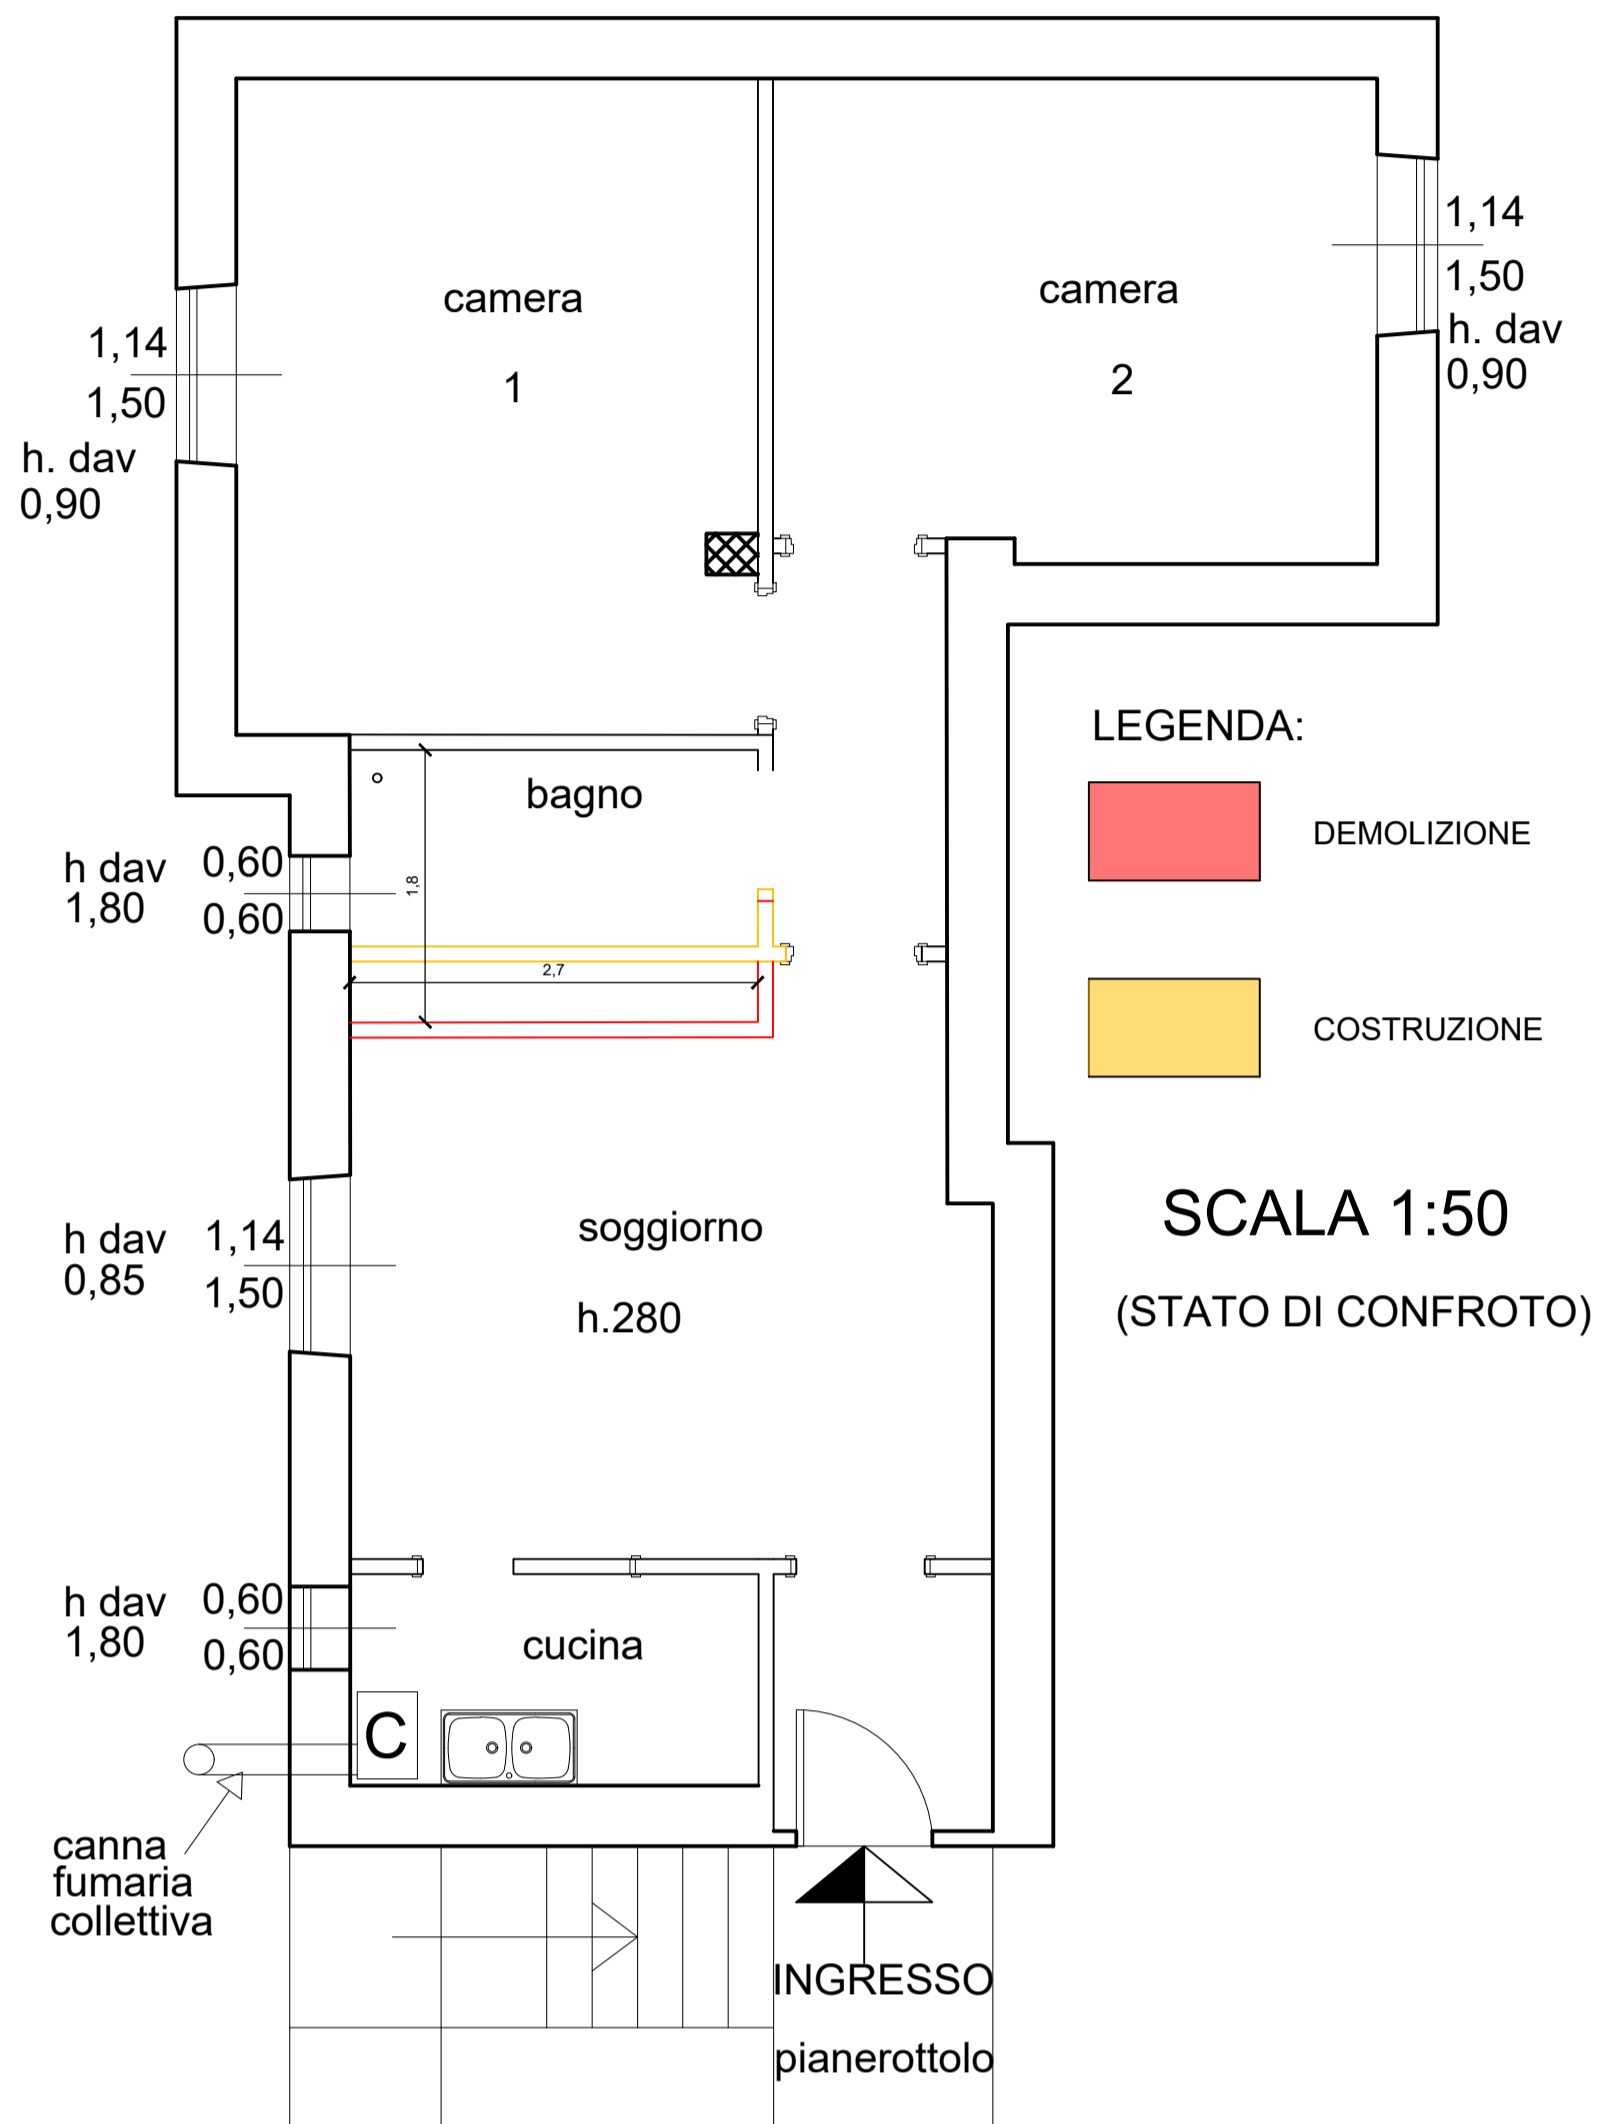 camera
1
camera
2
1,14
1,50
h. dav
0,90
1,14
1,50
h. dav
0,90
LEGENDA:
DEMOLIZIONE
COSTRUZIONE
bagno
1,8
2,7
h dav
1,80
0,60
0,60
SCALA 1:50
(STATO DI CONFROTO)
soggiorno
h.280
h dav
0,85
1,14
1,50
h dav
1,80
0,60
0,60
cucina
C
canna
fumaria
collettiva
INGRESSO
pianerottolo